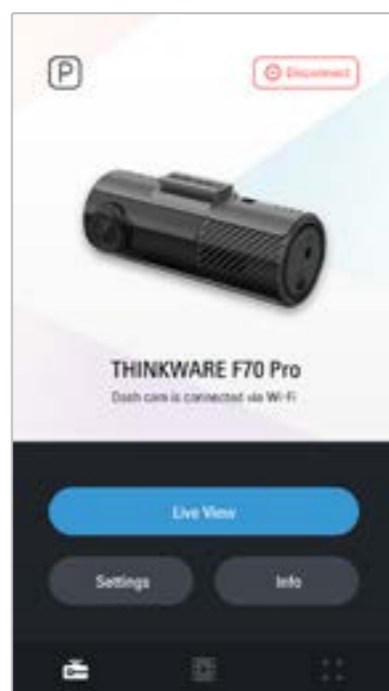 P
Disconnect
THINKWARE F70 Pro
Dash cam is connected via Wi-Fi
Live View
Settings
Info